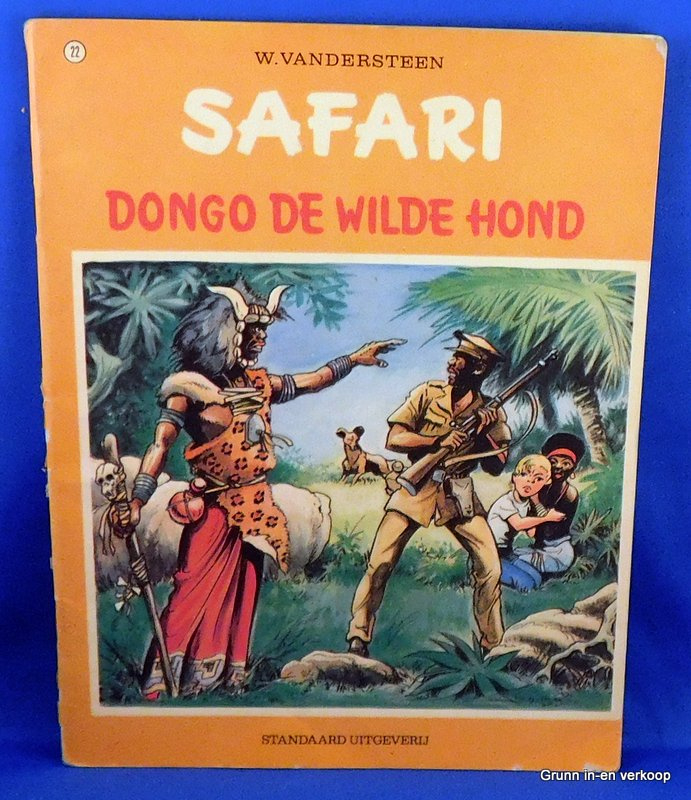 22
W. VANDERSTEEN
SAFARI
DONGO DE WILDE HOND
STANDAARD UITGEVERIJ
Grunn in-en verkoop